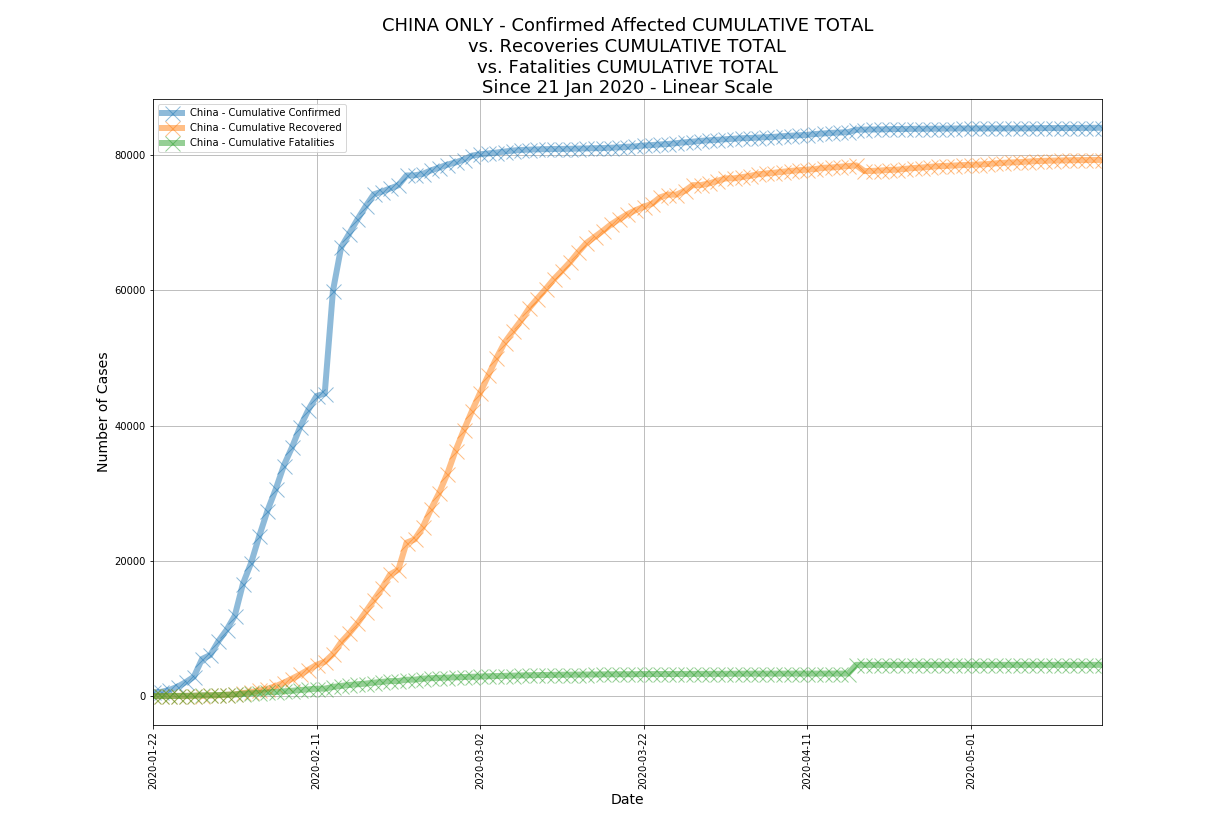 CHINA ONLY - Confirmed Affected CUMULATIVE TOTAL
vs. Recoveries CUMULATIVE TOTAL
vs. Fatalities CUMULATIVE TOTAL
Since 21 Jan 2020 - Linear Scale
China - Cumulative Confirmed
China - Cumulative Recovered
China - Cumulative Fatalities
Number of Cases
80000
60000
40000
20000
0
2020-01-22
2020-02-11
2020-03-02
2020-03-22
2020-04-11
2020-05-01
Date